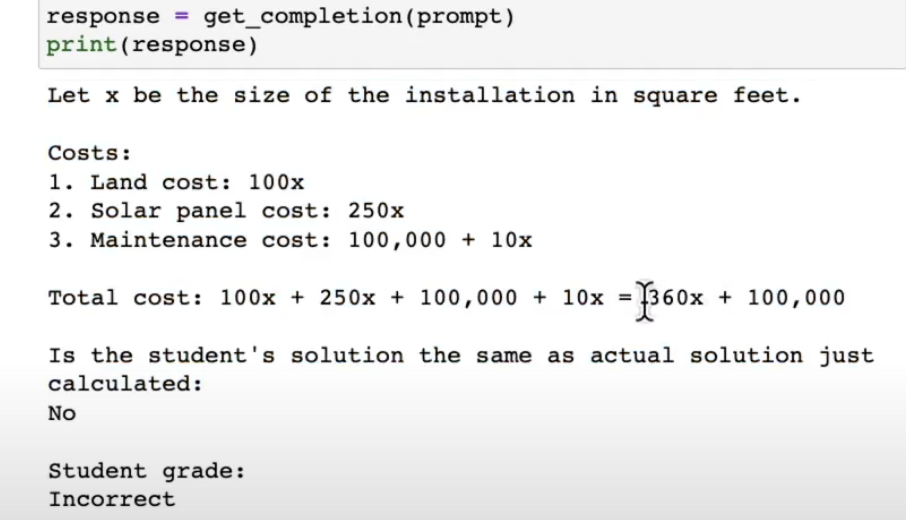 response = get_completion(prompt)
print(response)
Let x be the size of the installation in square feet.
Costs:
1. Land cost: 100x
2. Solar panel cost: 250x
3. Maintenance cost: 100,000 + 10x
Total cost: 100x + 250x + 100,000 + 10x = 360x + 100,000
Is the student's solution the same as actual solution just
calculated:
No
Student grade:
Incorrect